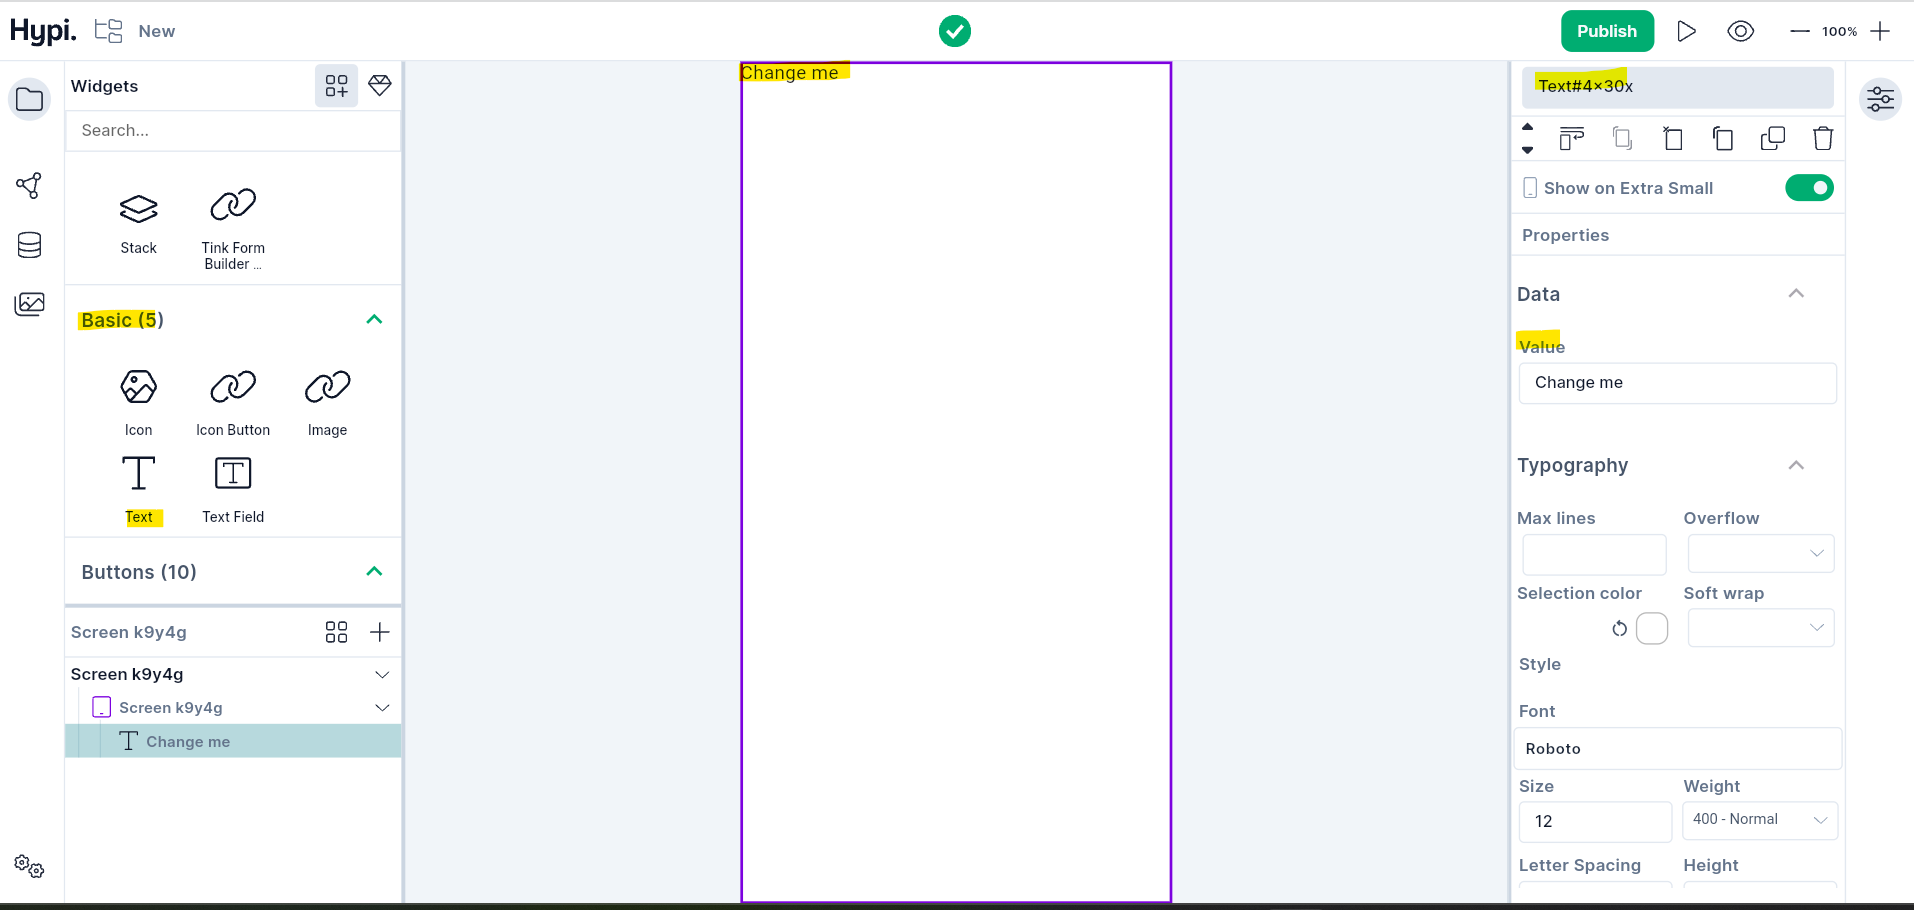 Hypi.
New
Publish
100%
Widgets
Search...
Stack
Tink Form
Builder ...
Basic (5)
Icon
Icon Button
Image
Text
Text Field
Buttons (10)
Screen k9y4g
Screen k9y4g
Screen k9y4g
Change me
Change me
Text#4x30x
Show on Extra Small
Properties
Data
Value
Change me
Typography
Max lines
Overflow
Selection color
Soft wrap
Style
Font
Roboto
Size
Weight
12
400 - Normal
Letter Spacing
Height